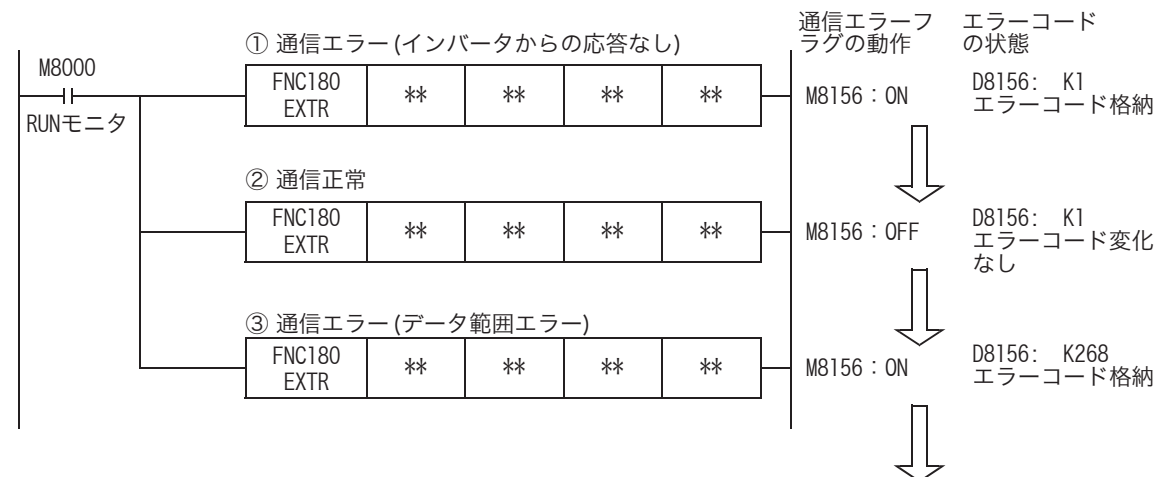 通信エラーフ
ラグの動作
エラーコード
の状態
M8000
RUNモニタ
① 通信エラー(インバータからの応答なし)
FNC180
EXTR
** ** ** **
M8156：ON
D8156: K1
エラーコード格納
② 通信正常
FNC180
EXTR
** ** ** **
M8156：OFF
D8156: K1
エラーコード変化
なし
③ 通信エラー(データ範囲エラー)
FNC180
EXTR
** ** ** **
M8156：ON
D8156: K268
エラーコード格納